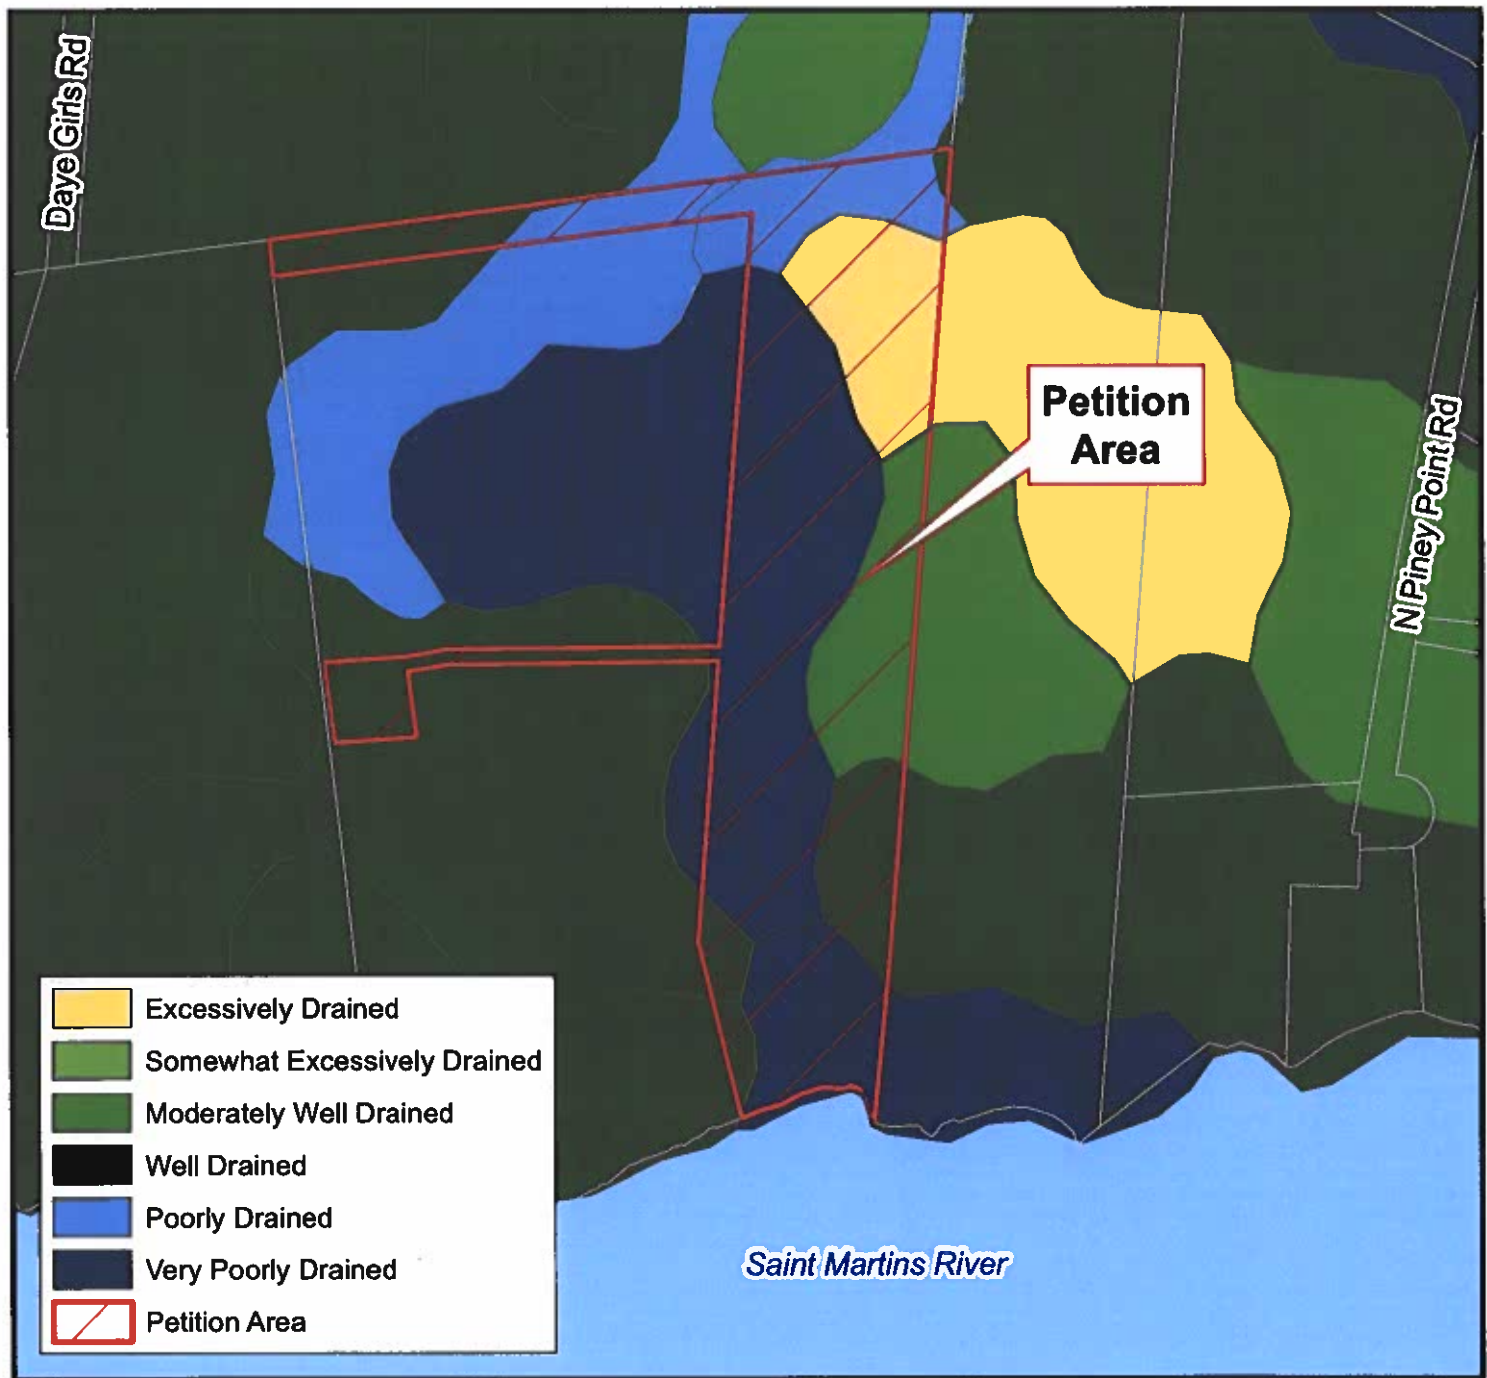 Daye Girls Rd
Petition
Area
N Piney Point Rd
Excessively Drained
Somewhat Excessively Drained
Moderately Well Drained
Well Drained
Poorly Drained
Very Poorly Drained
Petition Area
Saint Martins River